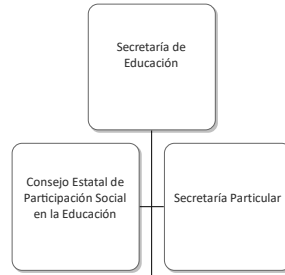 Secretaría de
Educación
Consejo Estatal de
Participación Social
en la Educación
Secretaría Particular